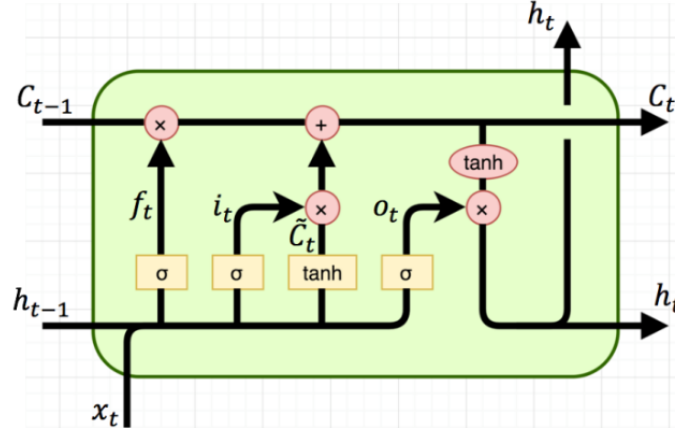 h_t
C_{t-1}
×
+
C_t
tanh
f_t
i_t
×
o_t
×
C̃_t
σ
σ
tanh
σ
h_{t-1}
h_t
x_t